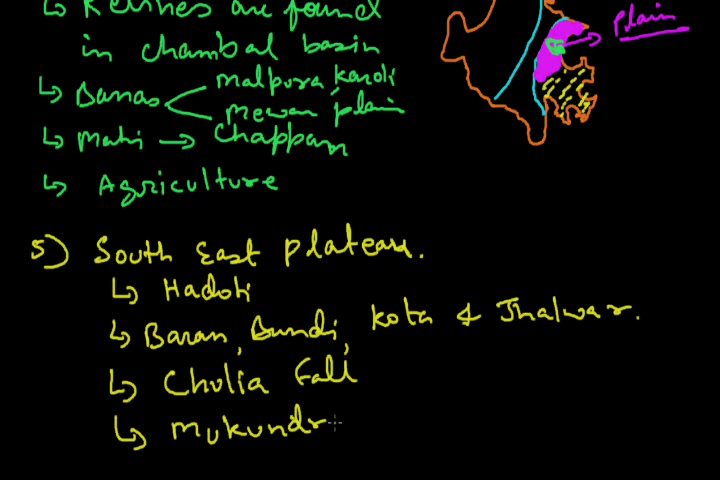 ↳ Revines are found
in chambal basin
↳ Banas < malpura karoli
mewar plain
↳ mahi → Chappan
↳ Agriculture
→ plain
5) South East plateau.
↳ Hadoti
↳ Baran, Bundi, Kota & Jhalwar.
↳ Chulia fall
↳ Mukundr